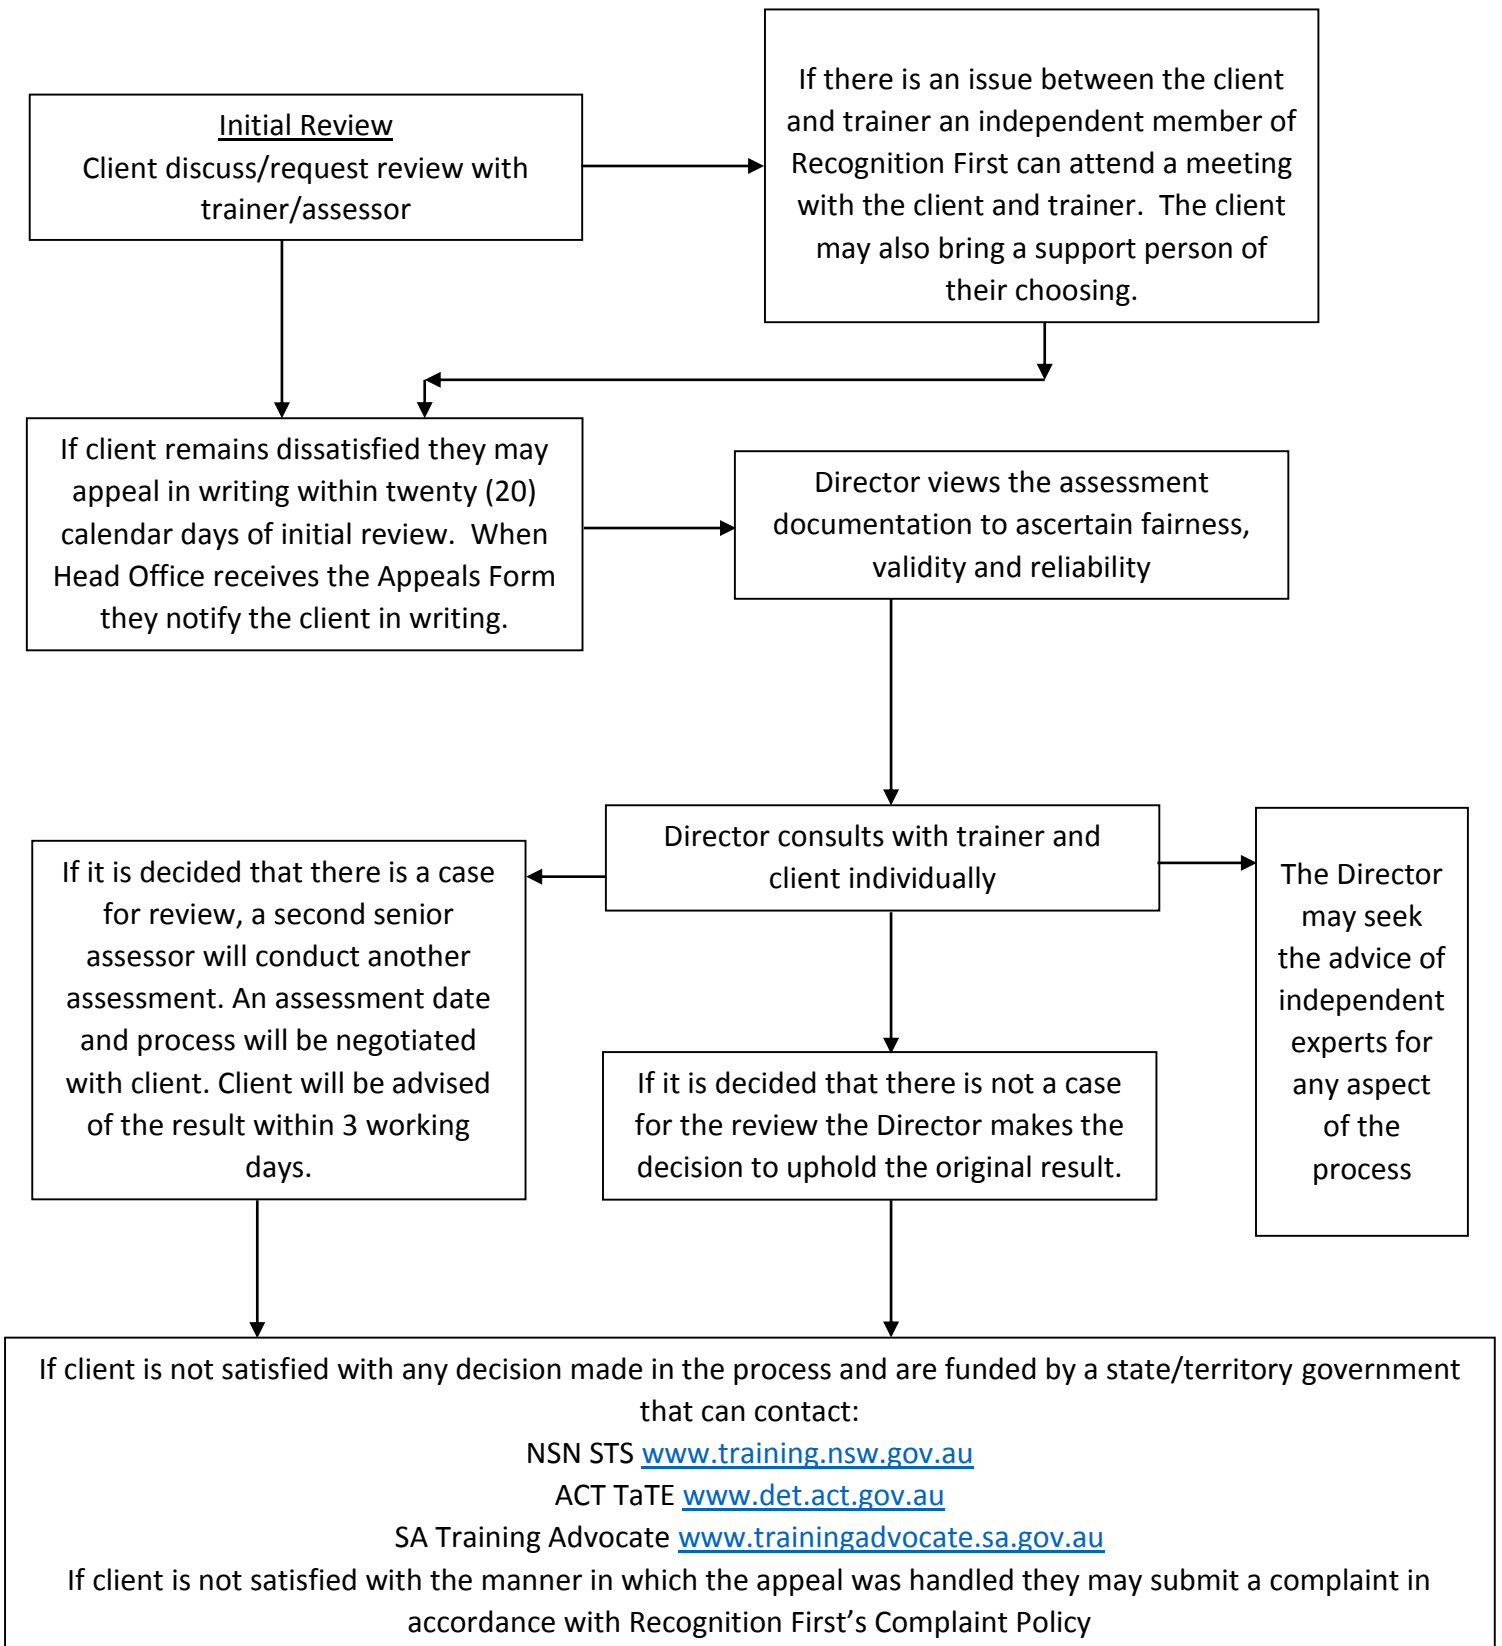 Initial Review
Client discuss/request review with
trainer/assessor
If there is an issue between the client
and trainer an independent member of
Recognition First can attend a meeting
with the client and trainer.  The client
may also bring a support person of
their choosing.
If client remains dissatisfied they may
appeal in writing within twenty (20)
calendar days of initial review.  When
Head Office receives the Appeals Form
they notify the client in writing.
Director views the assessment
documentation to ascertain fairness,
validity and reliability
Director consults with trainer and
client individually
If it is decided that there is a case
for review, a second senior
assessor will conduct another
assessment. An assessment date
and process will be negotiated
with client. Client will be advised
of the result within 3 working
days.
If it is decided that there is not a case
for the review the Director makes the
decision to uphold the original result.
The Director
may seek
the advice of
independent
experts for
any aspect
of the
process
If client is not satisfied with any decision made in the process and are funded by a state/territory government
that can contact:
NSN STS www.training.nsw.gov.au
ACT TaTE www.det.act.gov.au
SA Training Advocate www.trainingadvocate.sa.gov.au
If client is not satisfied with the manner in which the appeal was handled they may submit a complaint in
accordance with Recognition First’s Complaint Policy